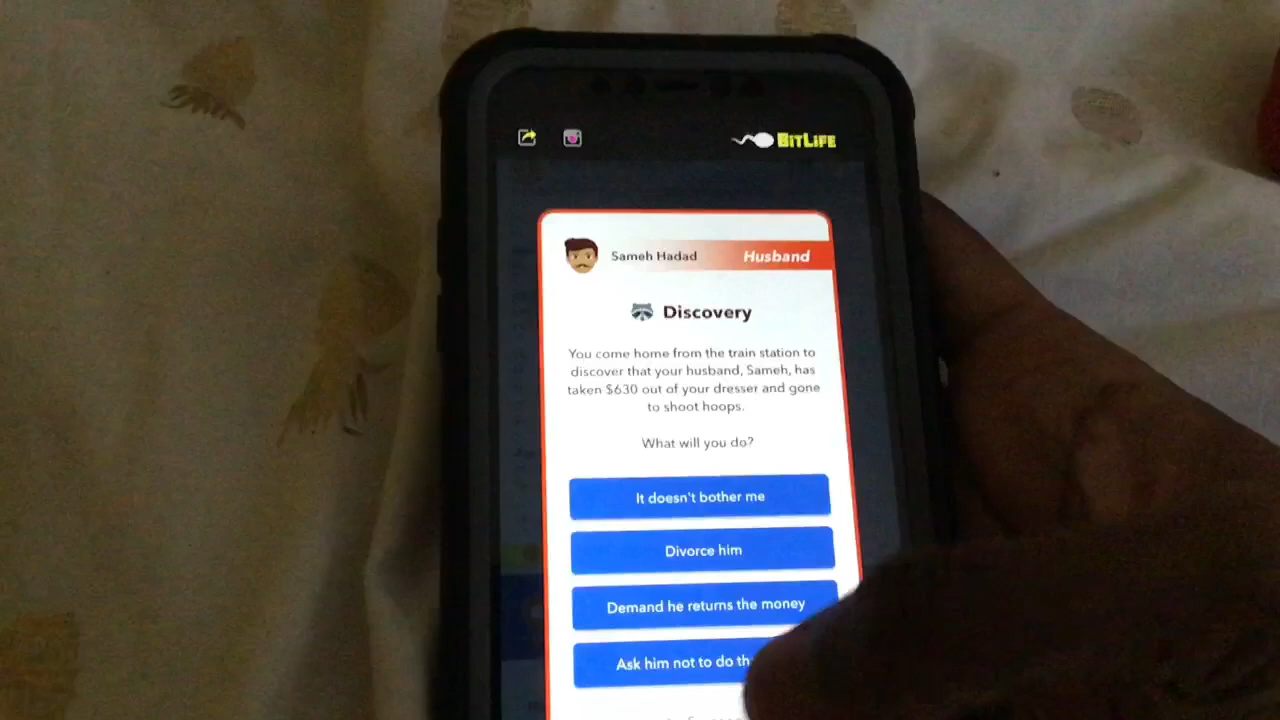 BITLIFE
Sameh Hadad Husband
Discovery
You come home from the train station to
discover that your husband, Sameh, has
taken $630 out of your dresser and gone
to shoot hoops.
What will you do?
It doesn't bother me
Divorce him
Demand he returns the money
Ask him not to do